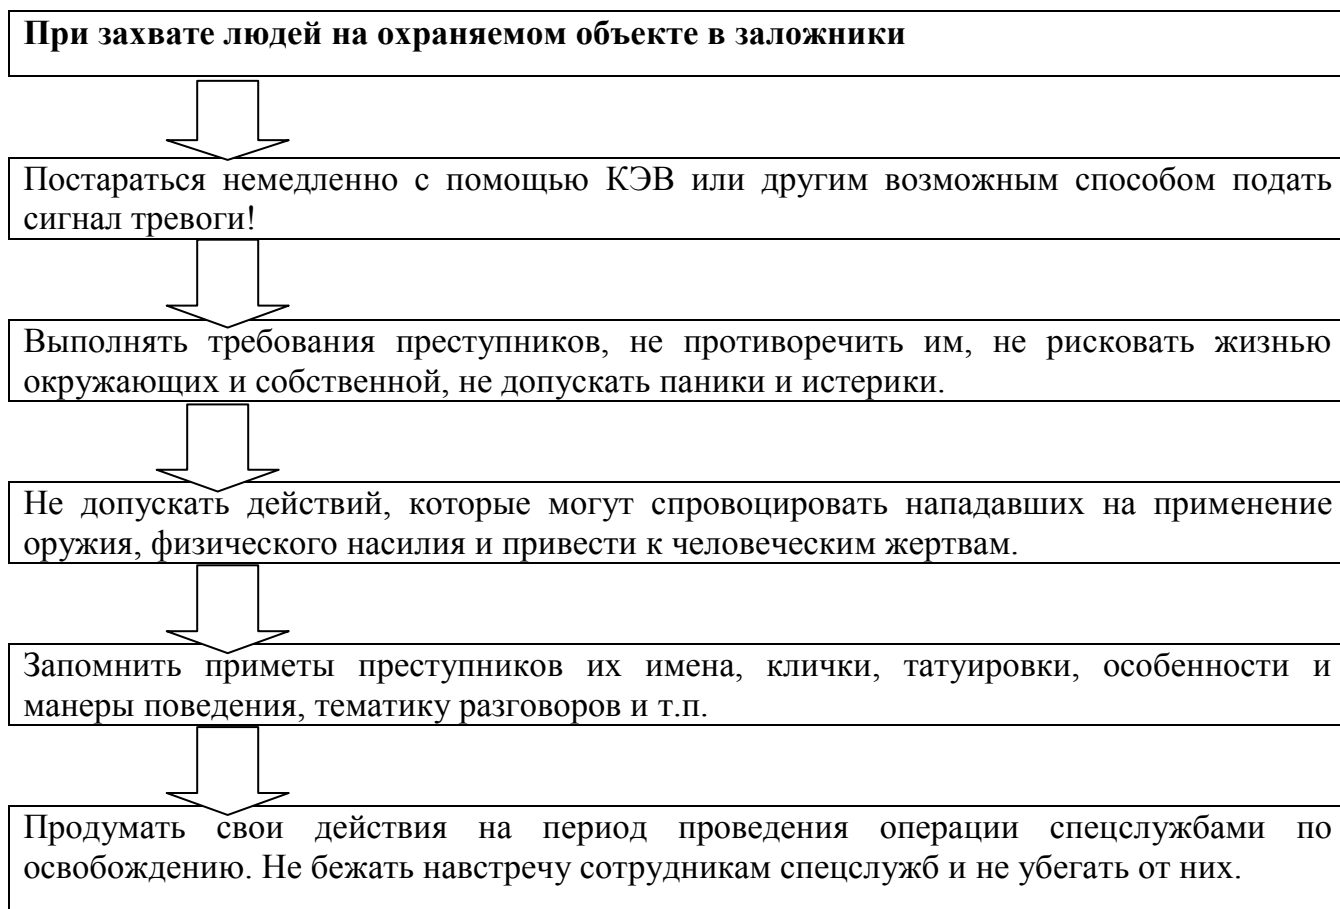 При захвате людей на охраняемом объекте в заложники
Постараться немедленно с помощью КЭВ или другим возможным способом подать
сигнал тревоги!
Выполнять требования преступников, не противоречить им, не рисковать жизнью
окружающих и собственной, не допускать паники и истерики.
Не допускать действий, которые могут спровоцировать нападавших на применение
оружия, физического насилия и привести к человеческим жертвам.
Запомнить приметы преступников их имена, клички, татуировки, особенности и
манеры поведения, тематику разговоров и т.п.
Продумать свои действия на период проведения операции спецслужбами по
освобождению. Не бежать навстречу сотрудникам спецслужб и не убегать от них.